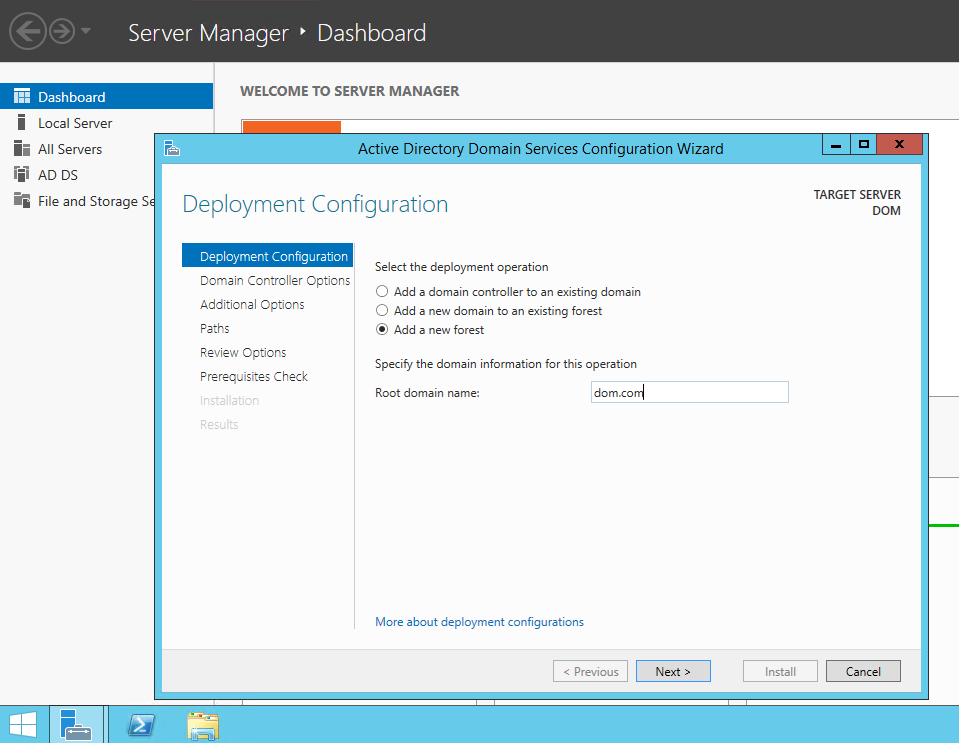 Server Manager ‣ Dashboard
WELCOME TO SERVER MANAGER
Dashboard
Local Server
All Servers
AD DS
File and Storage Se
Active Directory Domain Services Configuration Wizard
Deployment Configuration
TARGET SERVER
DOM
Deployment Configuration
Domain Controller Options
Additional Options
Paths
Review Options
Prerequisites Check
Installation
Results
Select the deployment operation
Add a domain controller to an existing domain
Add a new domain to an existing forest
Add a new forest
Specify the domain information for this operation
Root domain name: dom.com
More about deployment configurations
< Previous Next > Install Cancel